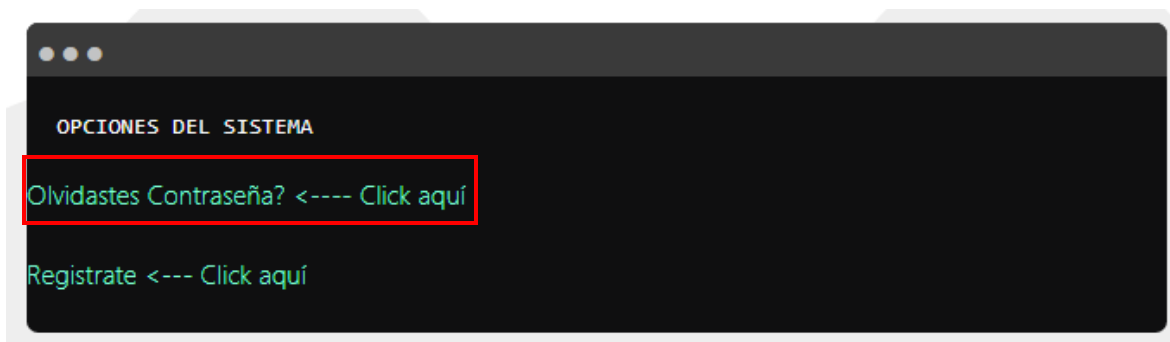 OPCIONES DEL SISTEMA
Olvidastes Contraseña? <---- Click aquí
Registrate <--- Click aquí